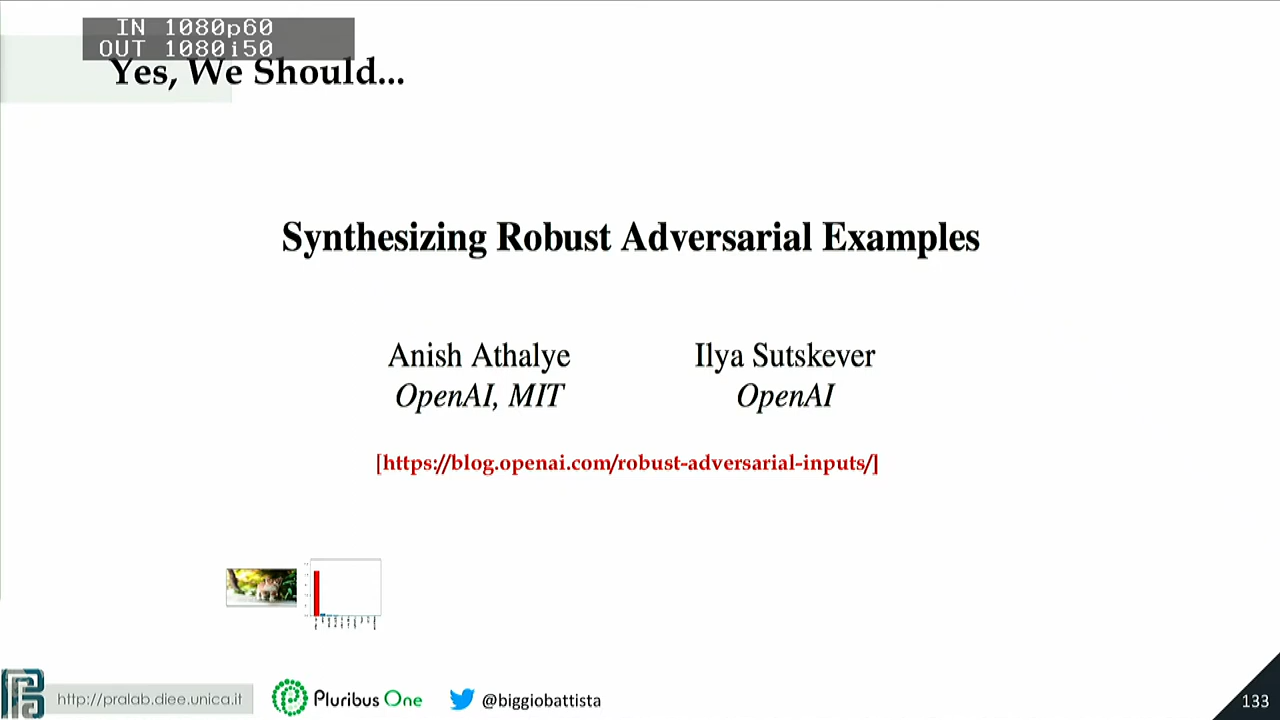 IN 1080p60
OUT 1080i50
Yes, We Should...
Synthesizing Robust Adversarial Examples
Anish Athalye
Ilya Sutskever
OpenAI, MIT
OpenAI
[https://blog.openai.com/robust-adversarial-inputs/]
http://pralab.diee.unica.it
Pluribus One
@biggiobattista
133